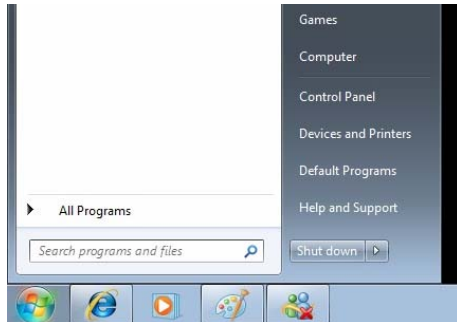 Games
Computer
Control Panel
Devices and Printers
Default Programs
Help and Support
All Programs
Search programs and files
Shut down